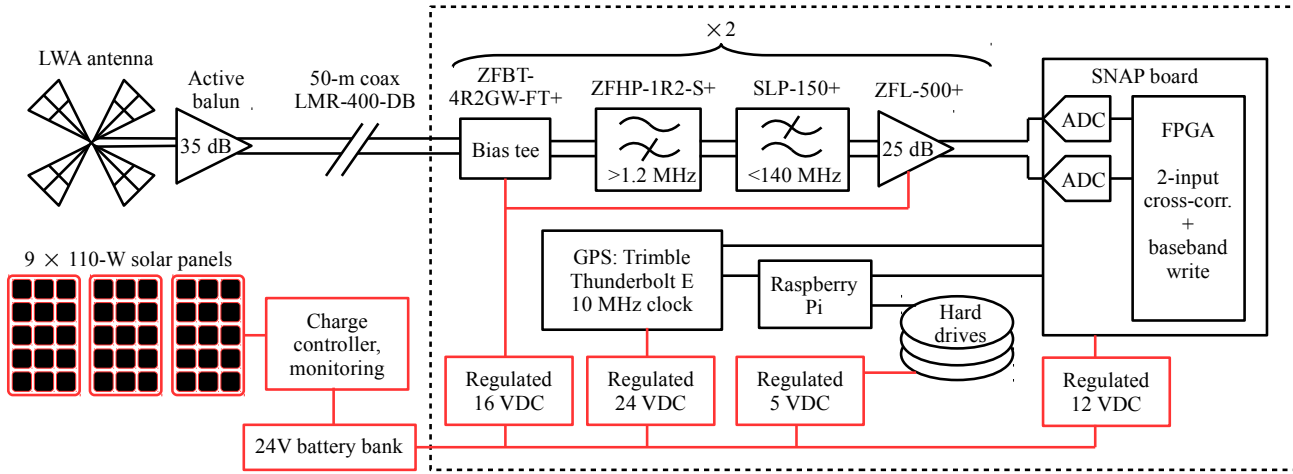 LWA antenna
Active
balun
35 dB
50-m coax
LMR-400-DB
× 2
ZFBT-
4R2GW-FT+
Bias tee
ZFHP-1R2-S+
>1.2 MHz
SLP-150+
<140 MHz
ZFL-500+
25 dB
SNAP board
ADC
ADC
FPGA
2-input
cross-corr.
+
baseband
write
GPS: Trimble
Thunderbolt E
10 MHz clock
Raspberry
Pi
Hard
drives
9 × 110-W solar panels
Charge
controller,
monitoring
24V battery bank
Regulated
16 VDC
Regulated
24 VDC
Regulated
5 VDC
Regulated
12 VDC